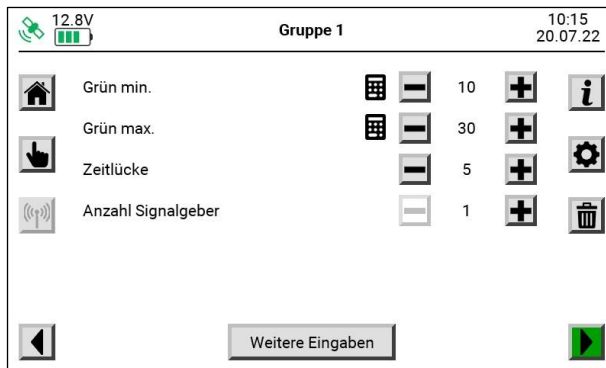 12.8V
Gruppe 1
10:15
20.07.22
Grün min. 10
Grün max. 30
Zeitlücke 5
Anzahl Signalgeber 1
Weitere Eingaben